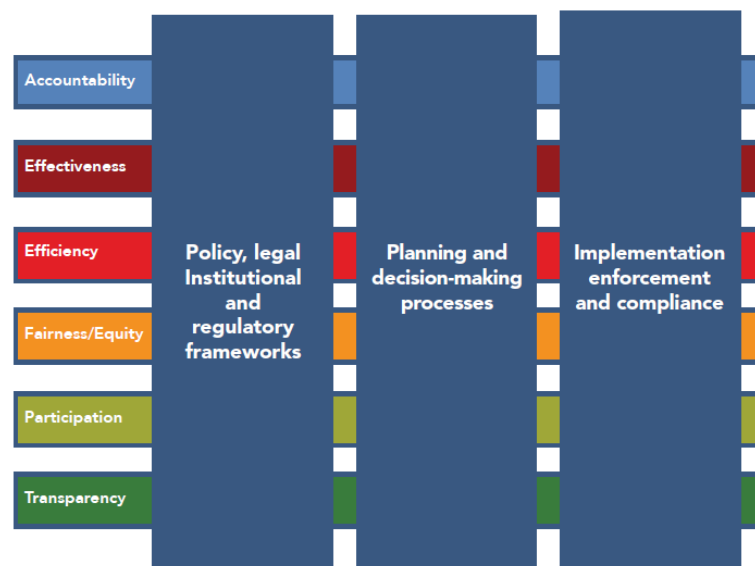 Accountability
Effectiveness
Efficiency
Fairness/Equity
Participation
Transparency
Policy, legal
Institutional
and
regulatory
frameworks
Planning and
decision-making
processes
Implementation
enforcement
and compliance